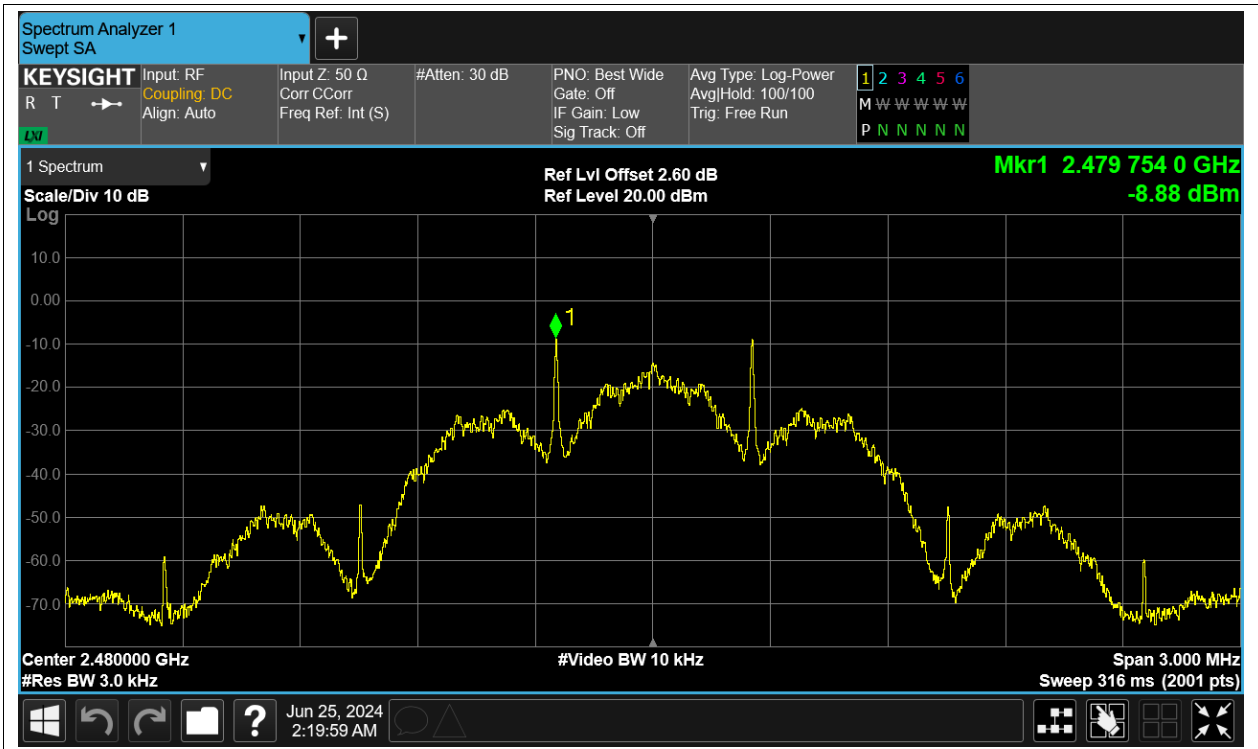 Spectrum Analyzer 1
Swept SA
KEYSIGHT
R T
LXI
Input: RF
Coupling: DC
Align: Auto
Input Z: 50 Ω
Corr CCorr
Freq Ref: Int (S)
#Atten: 30 dB
PNO: Best Wide
Gate: Off
IF Gain: Low
Sig Track: Off
Avg Type: Log-Power
Avg|Hold: 100/100
Trig: Free Run
1 2 3 4 5 6
M W W W W W
P N N N N N
1 Spectrum
Scale/Div 10 dB
Log
Ref Lvl Offset 2.60 dB
Ref Level 20.00 dBm
Mkr1 2.479 754 0 GHz
-8.88 dBm
10.0
0.00
1
-10.0
-20.0
-30.0
-40.0
-50.0
-60.0
-70.0
Center 2.480000 GHz
#Res BW 3.0 kHz
#Video BW 10 kHz
Span 3.000 MHz
Sweep 316 ms (2001 pts)
?
Jun 25, 2024
2:19:59 AM